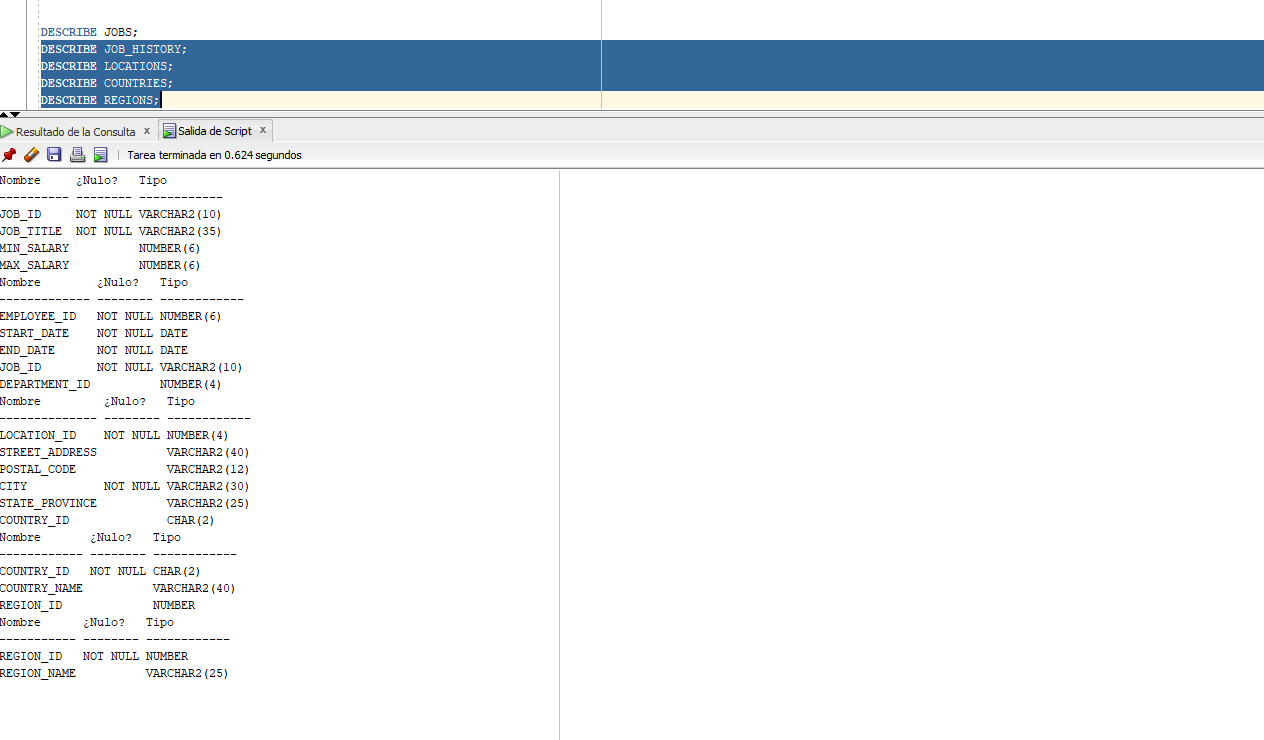 DESCRIBE JOBS;
DESCRIBE JOB_HISTORY;
DESCRIBE LOCATIONS;
DESCRIBE COUNTRIES;
DESCRIBE REGIONS;
Resultado de la Consulta x Salida de Script x
Tarea terminada en 0.624 segundos
Nombre     ¿Nulo?   Tipo
---------- -------- ------------
JOB_ID     NOT NULL VARCHAR2(10)
JOB_TITLE  NOT NULL VARCHAR2(35)
MIN_SALARY          NUMBER(6)
MAX_SALARY          NUMBER(6)
Nombre        ¿Nulo?   Tipo
------------- -------- ------------
EMPLOYEE_ID   NOT NULL NUMBER(6)
START_DATE    NOT NULL DATE
END_DATE      NOT NULL DATE
JOB_ID        NOT NULL VARCHAR2(10)
DEPARTMENT_ID          NUMBER(4)
Nombre         ¿Nulo?   Tipo
-------------- -------- ------------
LOCATION_ID    NOT NULL NUMBER(4)
STREET_ADDRESS          VARCHAR2(40)
POSTAL_CODE             VARCHAR2(12)
CITY           NOT NULL VARCHAR2(30)
STATE_PROVINCE          VARCHAR2(25)
COUNTRY_ID              CHAR(2)
Nombre       ¿Nulo?   Tipo
------------ -------- ------------
COUNTRY_ID   NOT NULL CHAR(2)
COUNTRY_NAME          VARCHAR2(40)
REGION_ID             NUMBER
Nombre      ¿Nulo?   Tipo
----------- -------- ------------
REGION_ID   NOT NULL NUMBER
REGION_NAME          VARCHAR2(25)